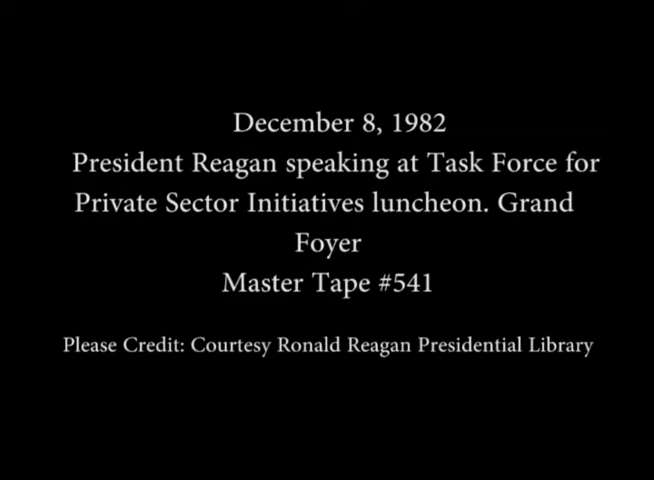 December 8, 1982
President Reagan speaking at Task Force for
Private Sector Initiatives luncheon. Grand
Foyer
Master Tape #541
Please Credit: Courtesy Ronald Reagan Presidential Library